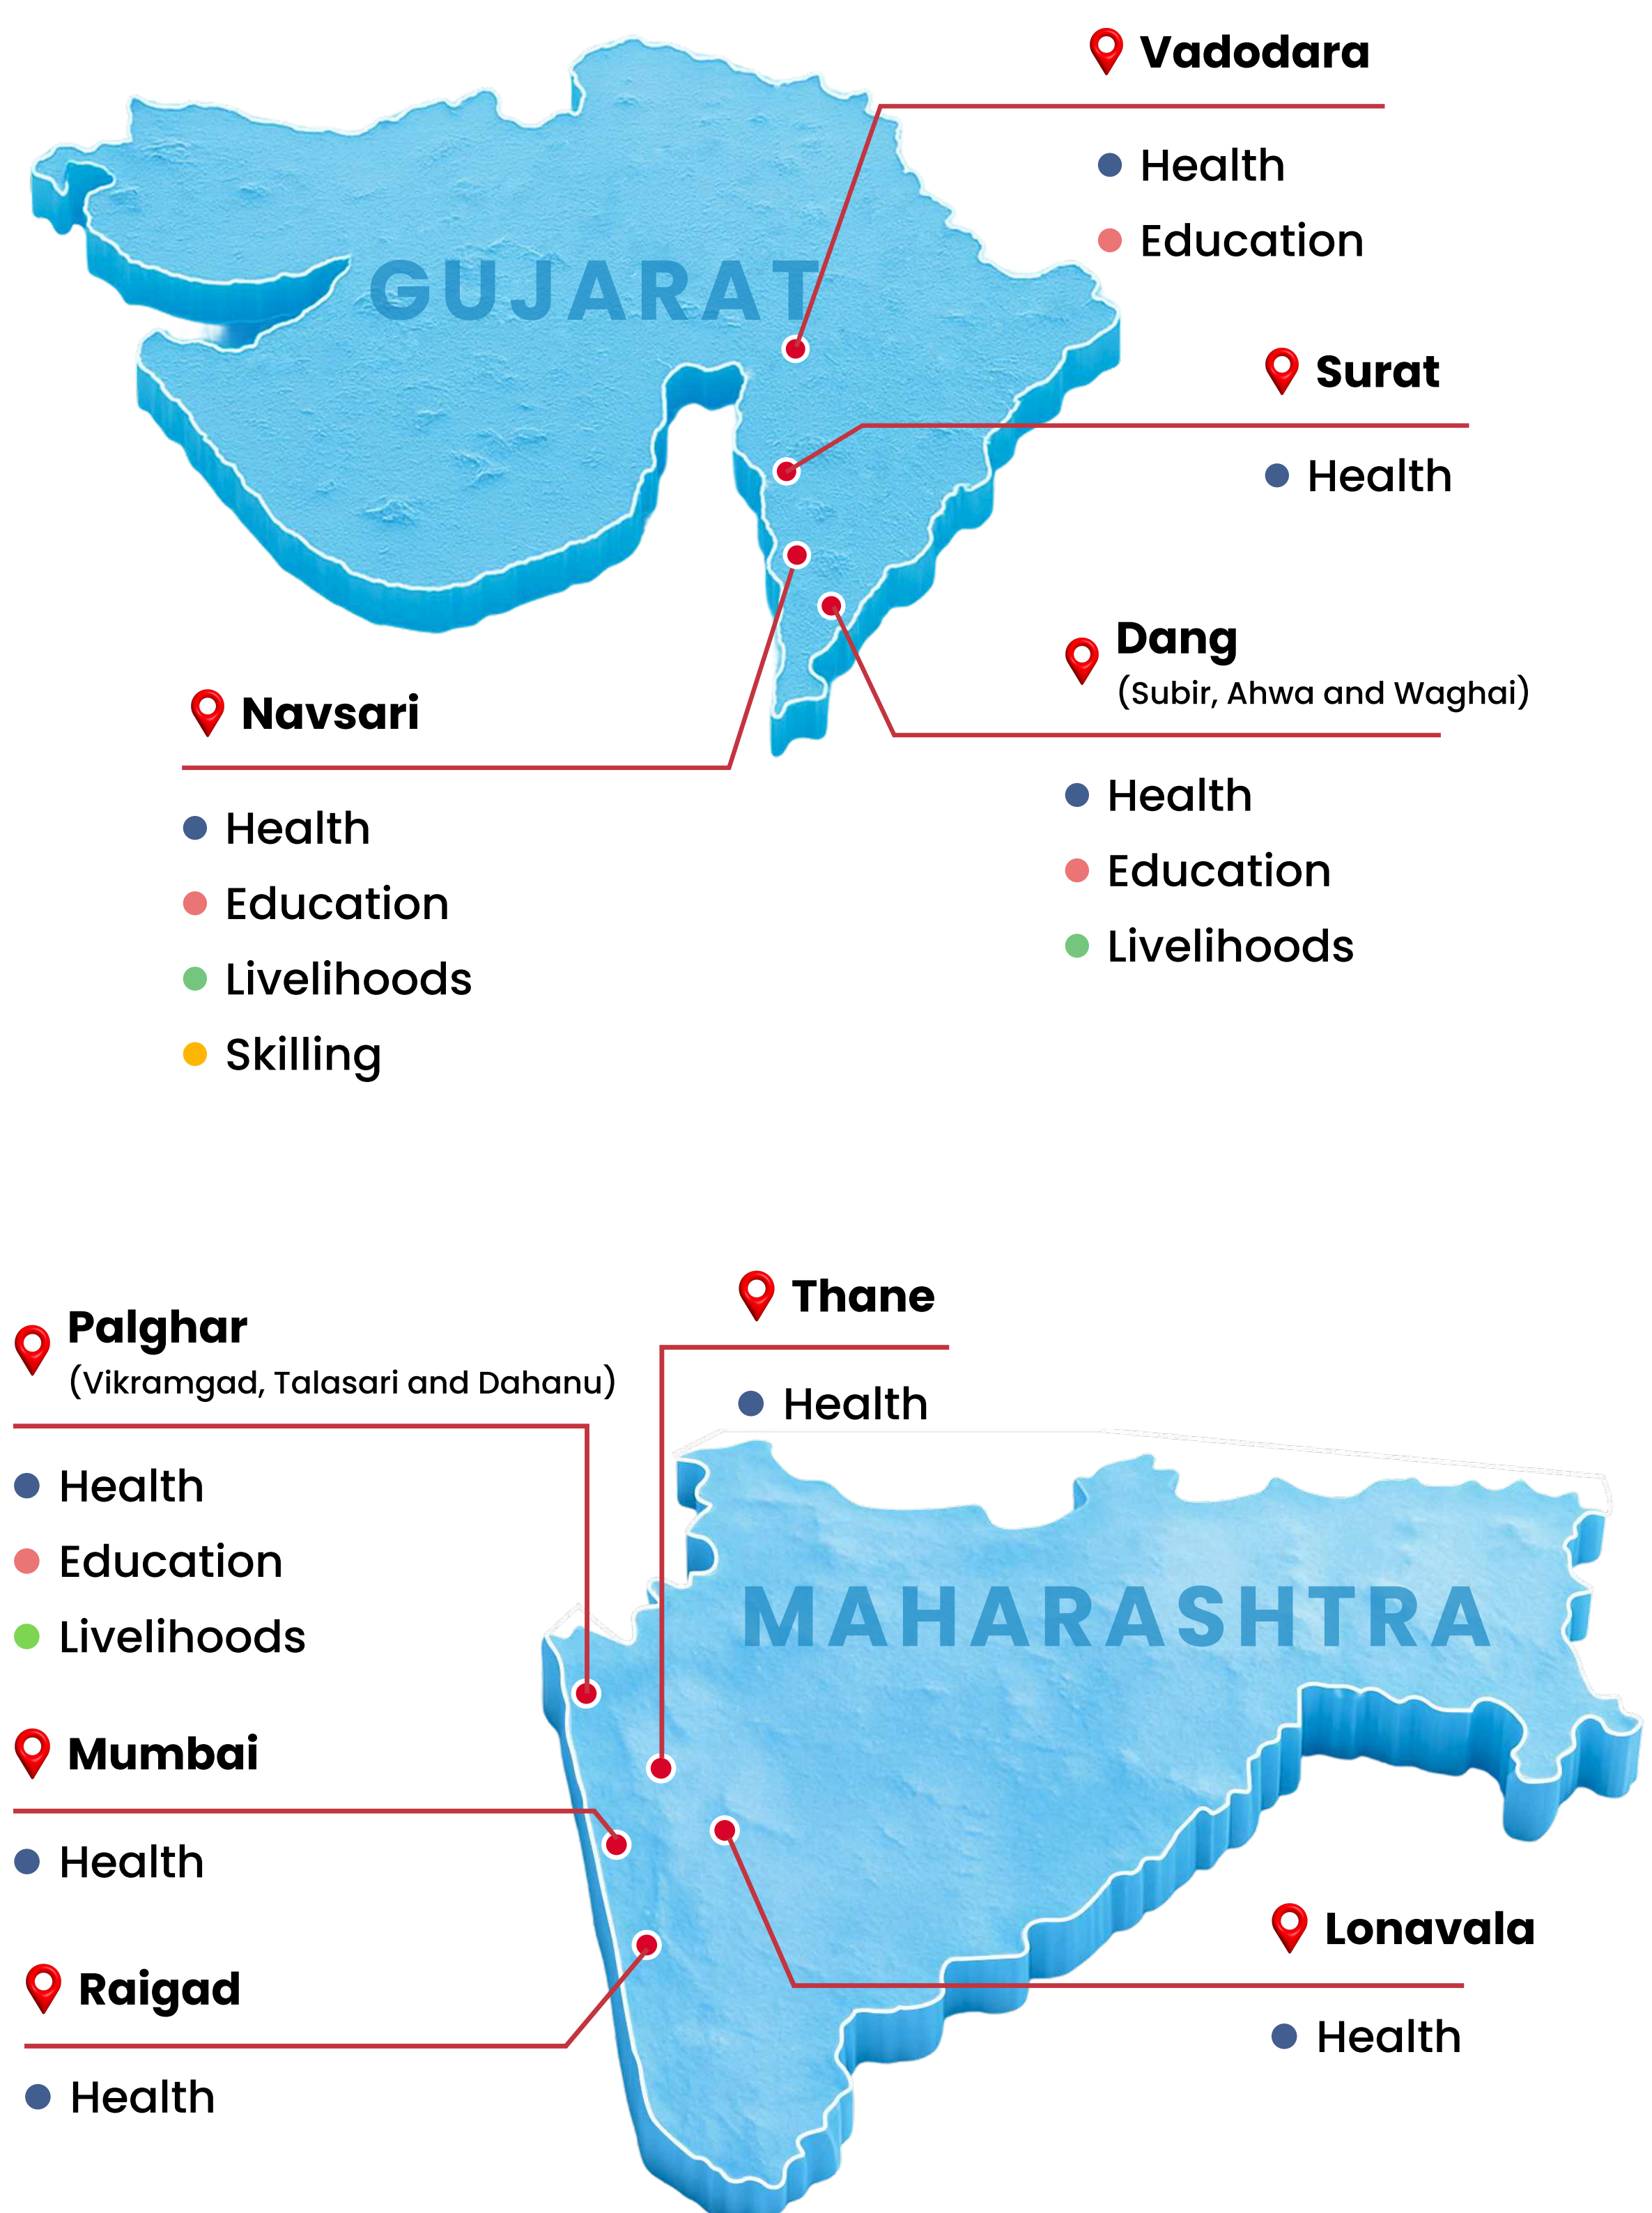 Vadodara
Health
Education
GUJARAT
Surat
Health
Dang
(Subir, Ahwa and Waghai)
Health
Education
Livelihoods
Navsari
Health
Education
Livelihoods
Skilling
Thane
Health
Palghar
(Vikramgad, Talasari and Dahanu)
Health
Education
Livelihoods
MAHARASHTRA
Mumbai
Health
Lonavala
Health
Raigad
Health